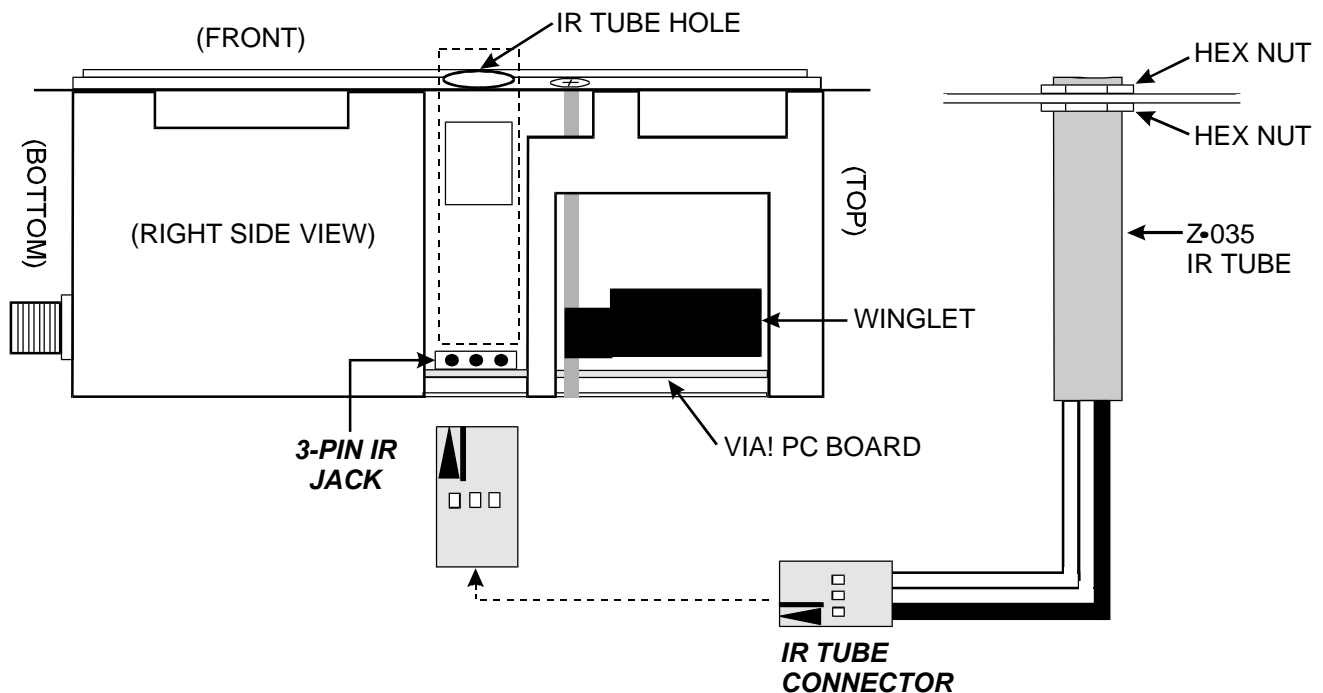 IR TUBE HOLE
(FRONT)
HEX NUT
HEX NUT
(BOTTOM)
(TOP)
(RIGHT SIDE VIEW)
Z•035
IR TUBE
WINGLET
3-PIN IR
JACK
VIA! PC BOARD
IR TUBE
CONNECTOR